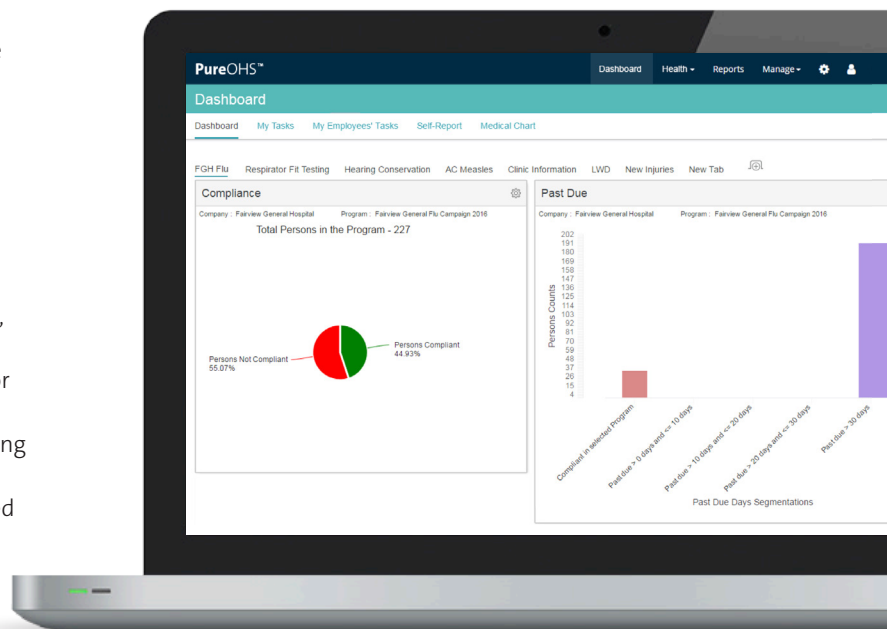 PureOHS™
Dashboard Health Reports Manage
Dashboard
Dashboard My Tasks My Employees' Tasks Self-Report Medical Chart
FGH Flu Respirator Fit Testing Hearing Conservation AC Measles Clinic Information LWD New Injuries New Tab
Compliance
Company : Fairview General Hospital Program : Fairview General Flu Campaign 2016
Total Persons in the Program - 227
Persons Compliant
44.93%
Persons Not Compliant
55.07%
Past Due
Company : Fairview General Hospital Program : Fairview General Flu Campaign 2016
Persons Counts
202
191
180
169
158
147
136
125
114
103
92
81
70
59
48
37
26
15
4
Compliant in selected Program
Past due > 0 days and <= 10 days
Past due > 10 days and <= 20 days
Past due > 20 days and <= 30 days
Past due > 30 days
Past Due Days Segmentations